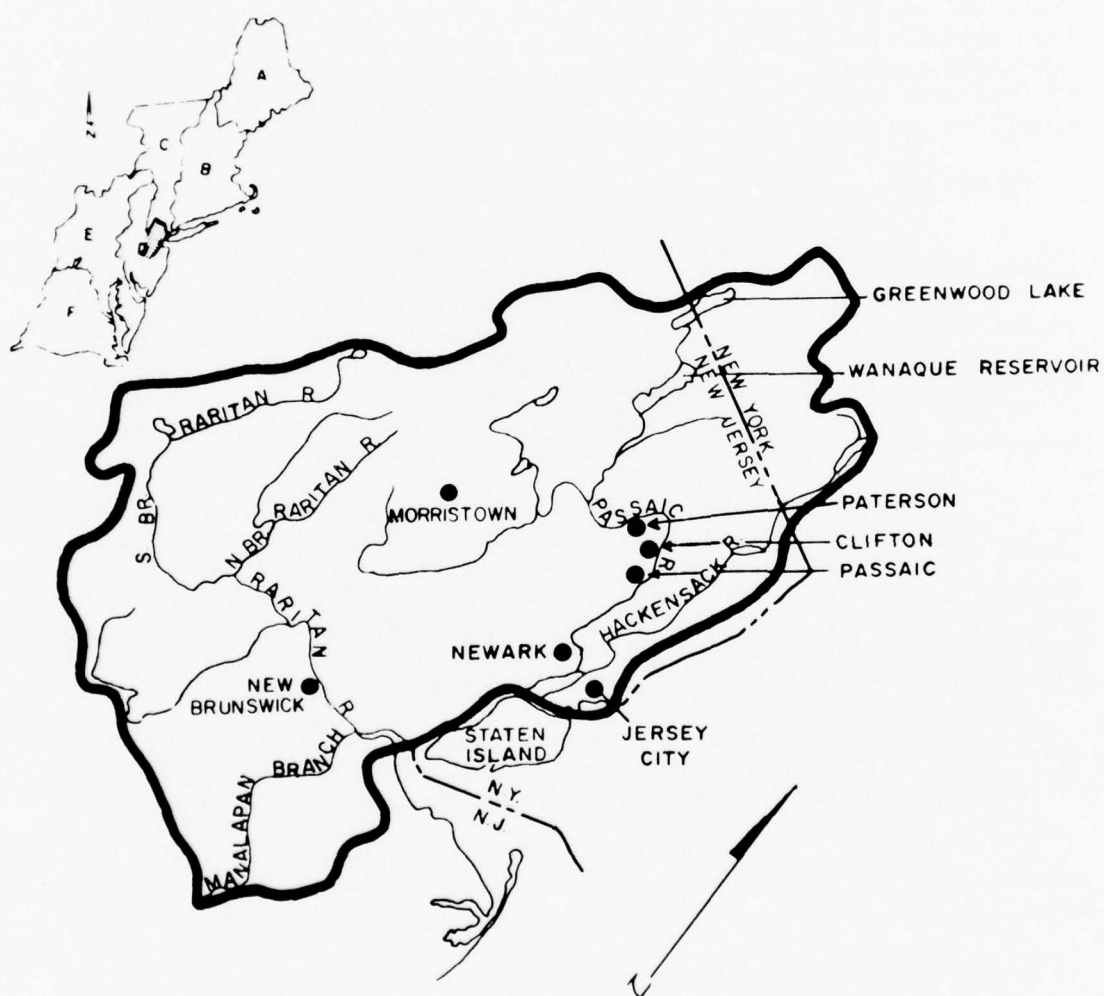 A
N
C
B
E
D
F
GREENWOOD LAKE
WANAQUE RESERVOIR
NEW YORK
NEW JERSEY
RARITAN R
S BR
N BR RARITAN R
MORRISTOWN
PASSAIC R
PATERSON
CLIFTON
PASSAIC
HACKENSACK R
RARITAN R
NEWARK
NEW
BRUNSWICK
STATEN
ISLAND
JERSEY
CITY
MANALAPAN BRANCH
N.Y.
N.J.
N